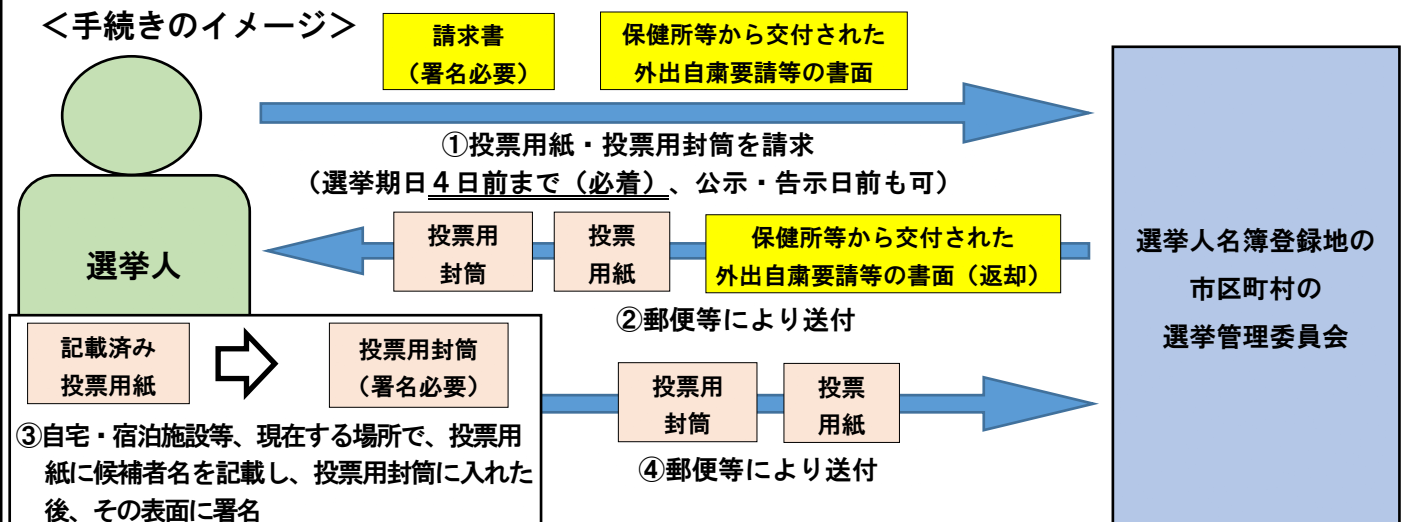 ＜手続きのイメージ＞
請求書
（署名必要）
保健所等から交付された
外出自粛要請等の書面
①投票用紙・投票用封筒を請求
（選挙期日４日前まで（必着）、公示・告示日前も可）
選挙人
投票用
封筒
投票
用紙
保健所等から交付された
外出自粛要請等の書面（返却）
②郵便等により送付
選挙人名簿登録地の
市区町村の
選挙管理委員会
記載済み
投票用紙
投票用封筒
（署名必要）
③自宅・宿泊施設等、現在する場所で、投票用
紙に候補者名を記載し、投票用封筒に入れた
後、その表面に署名
投票用
封筒
投票
用紙
④郵便等により送付